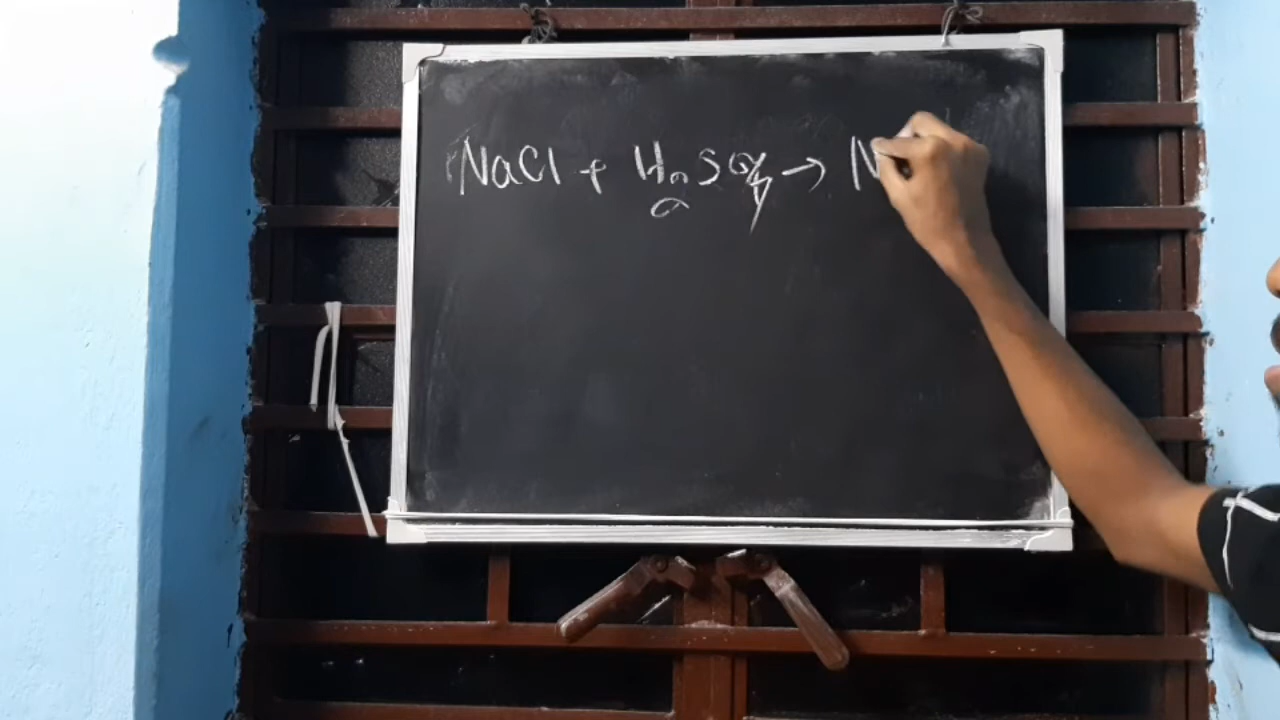 NaCl + H₂SO₄ → N